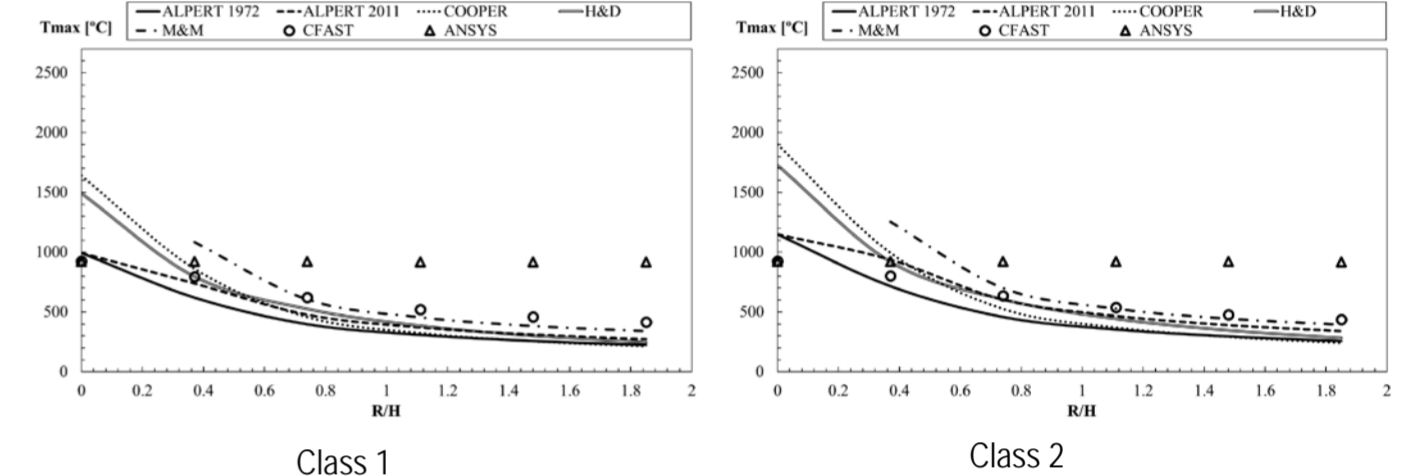 ALPERT 1972 ALPERT 2011 COOPER H&D
M&M CFAST ANSYS
Tmax [ºC]
2500
2000
1500
1000
500
0
0 0.2 0.4 0.6 0.8 1 1.2 1.4 1.6 1.8 2
R/H
Class 1
ALPERT 1972 ALPERT 2011 COOPER H&D
M&M CFAST ANSYS
Tmax [ºC]
2500
2000
1500
1000
500
0
0 0.2 0.4 0.6 0.8 1 1.2 1.4 1.6 1.8 2
R/H
Class 2